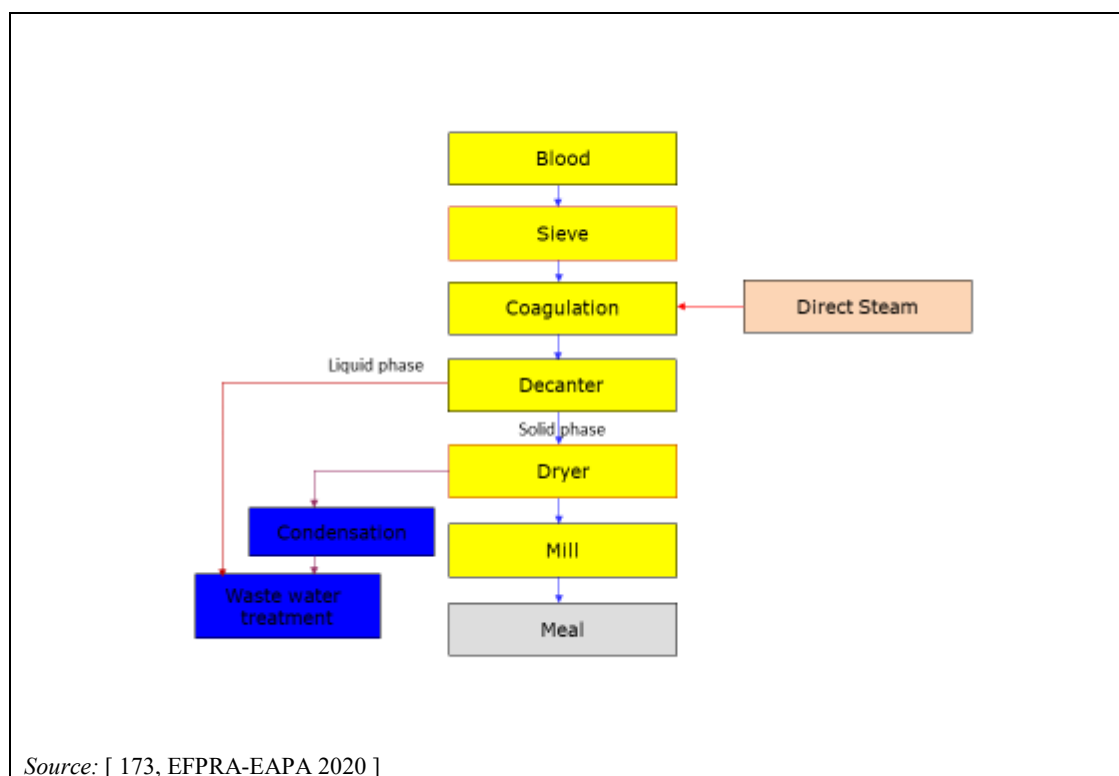 Blood
Sieve
Coagulation
Direct Steam
Liquid phase
Decanter
Solid phase
Dryer
Condensation
Mill
Waste water
treatment
Meal
Source: [ 173, EFPRA-EAPA 2020 ]